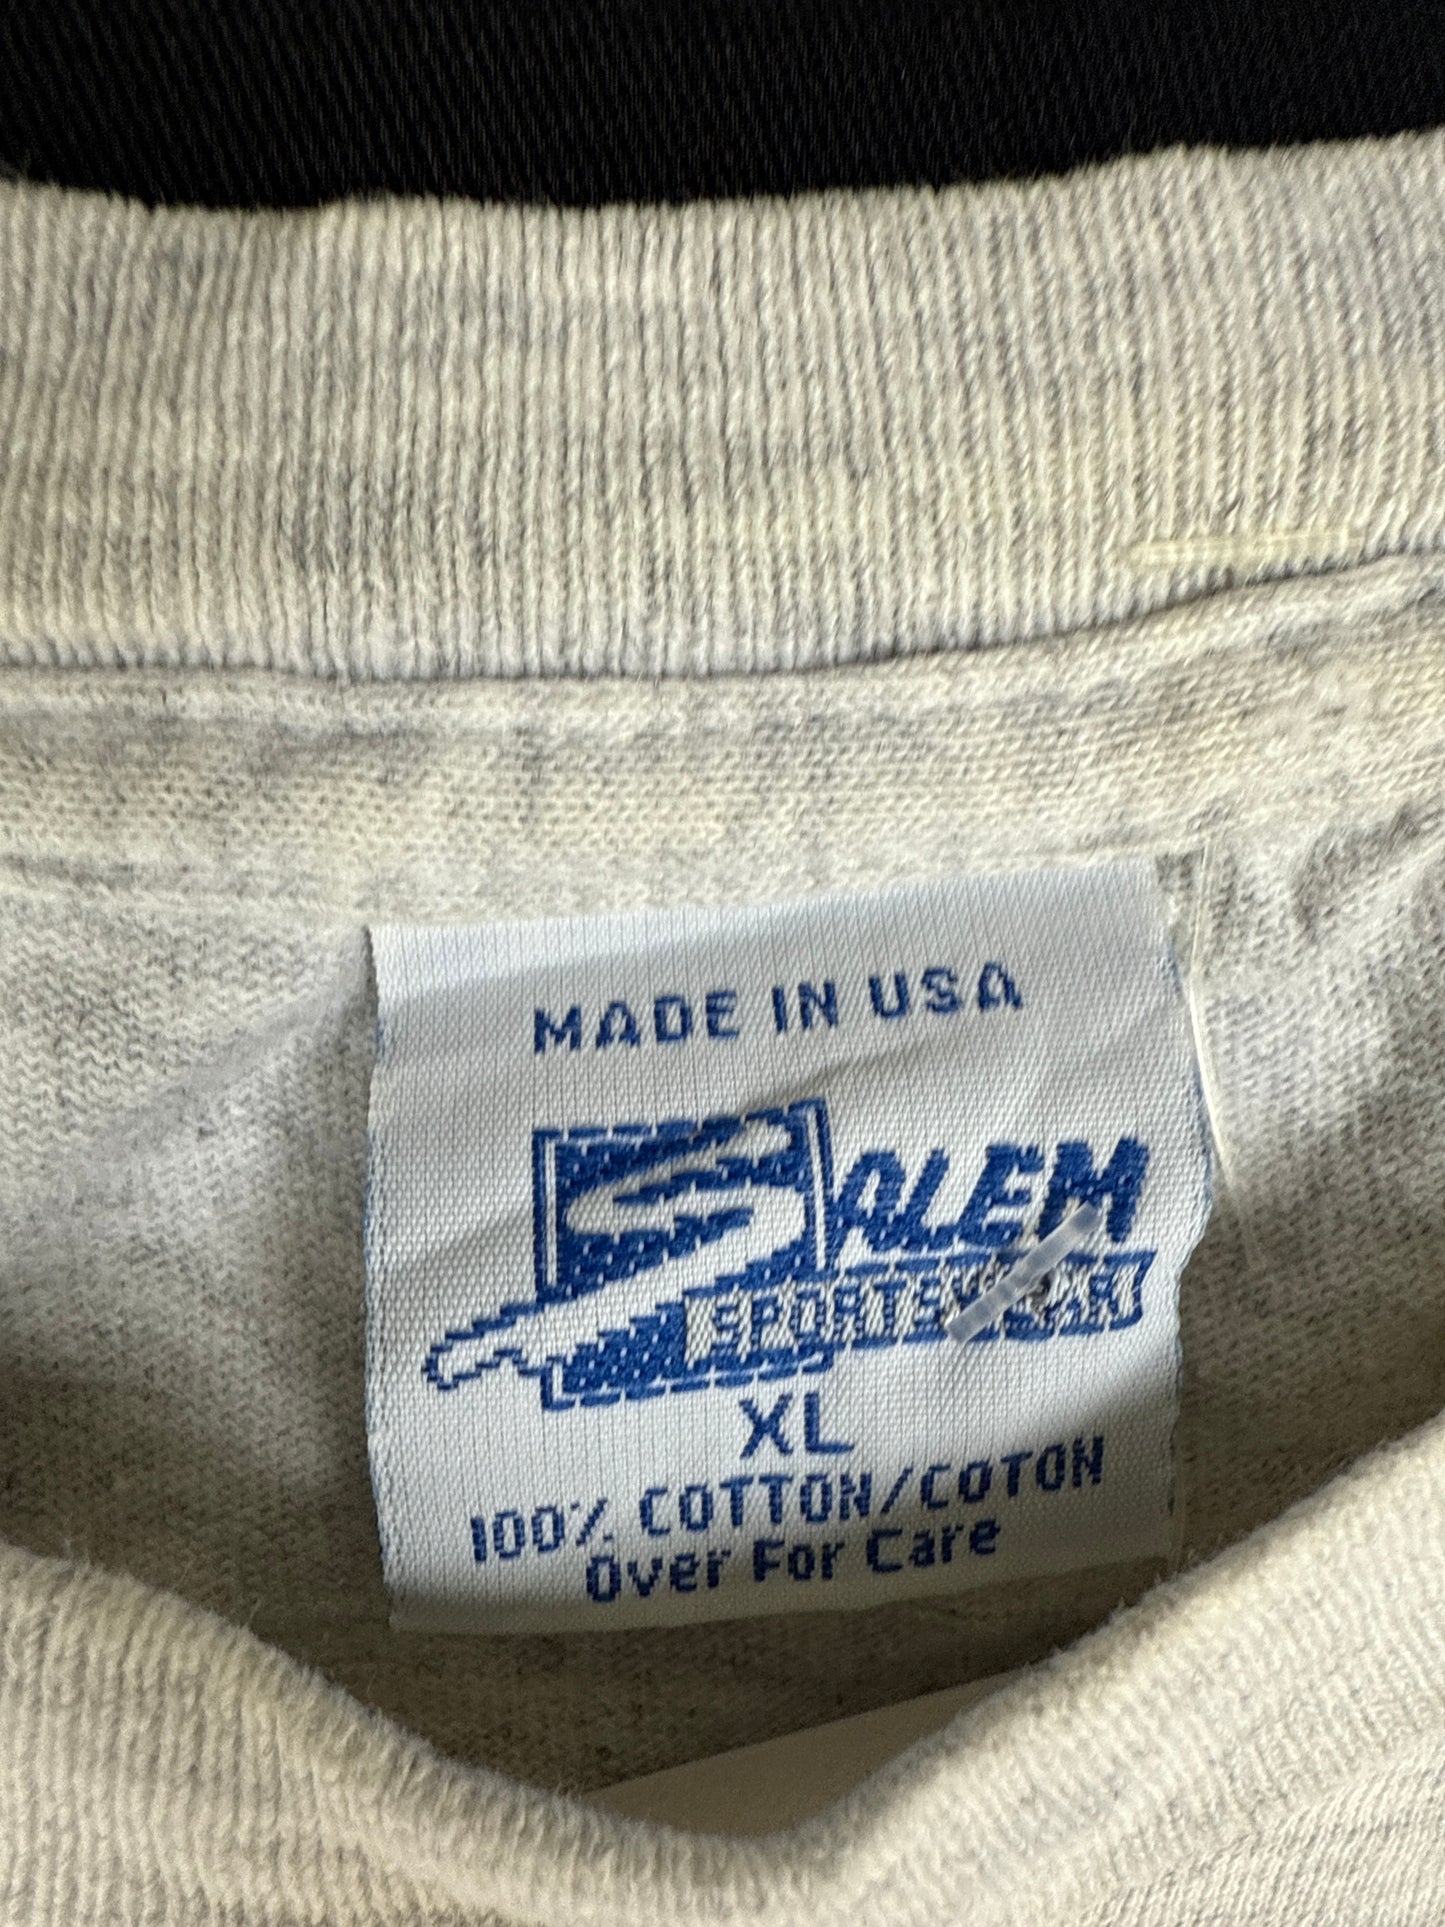 MADE IN USA
SALEM
SPORTSWEAR
XL
100% COTTON/COTON
Over For Care